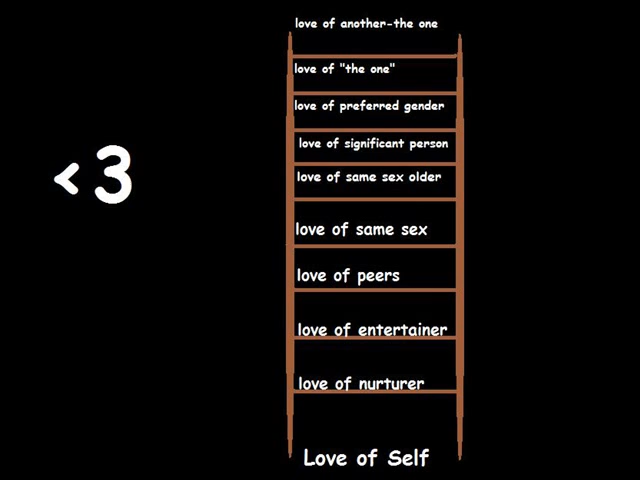 love of another-the one
love of "the one"
love of preferred gender
love of significant person
<3
love of same sex older
love of same sex
love of peers
love of entertainer
love of nurturer
Love of Self